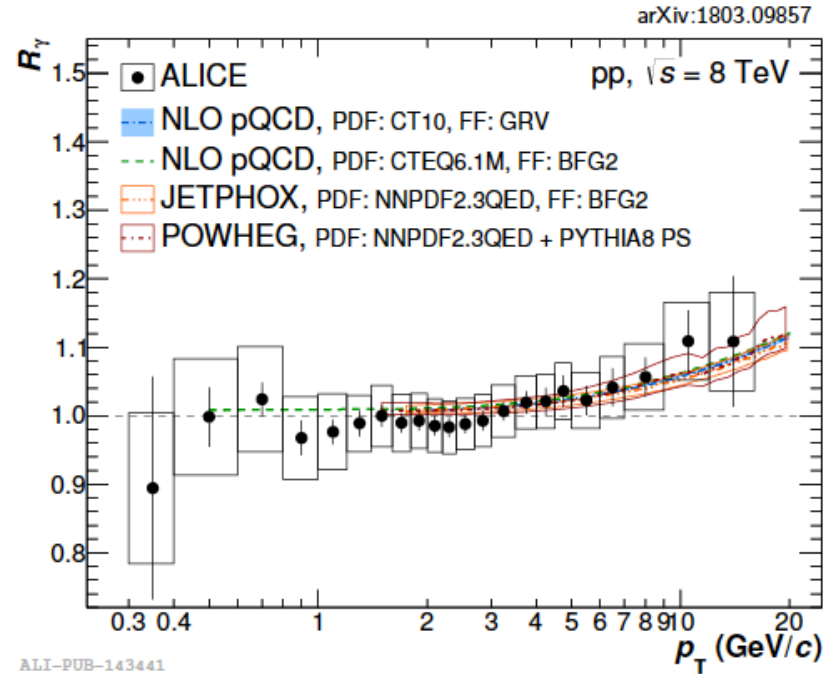 arXiv:1803.09857
R_γ
ALICE
pp, √s = 8 TeV
NLO pQCD, PDF: CT10, FF: GRV
NLO pQCD, PDF: CTEQ6.1M, FF: BFG2
JETPHOX, PDF: NNPDF2.3QED, FF: BFG2
POWHEG, PDF: NNPDF2.3QED + PYTHIA8 PS
1.5
1.4
1.3
1.2
1.1
1.0
0.9
0.8
0.3 0.4 1 2 3 4 5 6 7 8 9 10 20
p_T (GeV/c)
ALI-PUB-143441